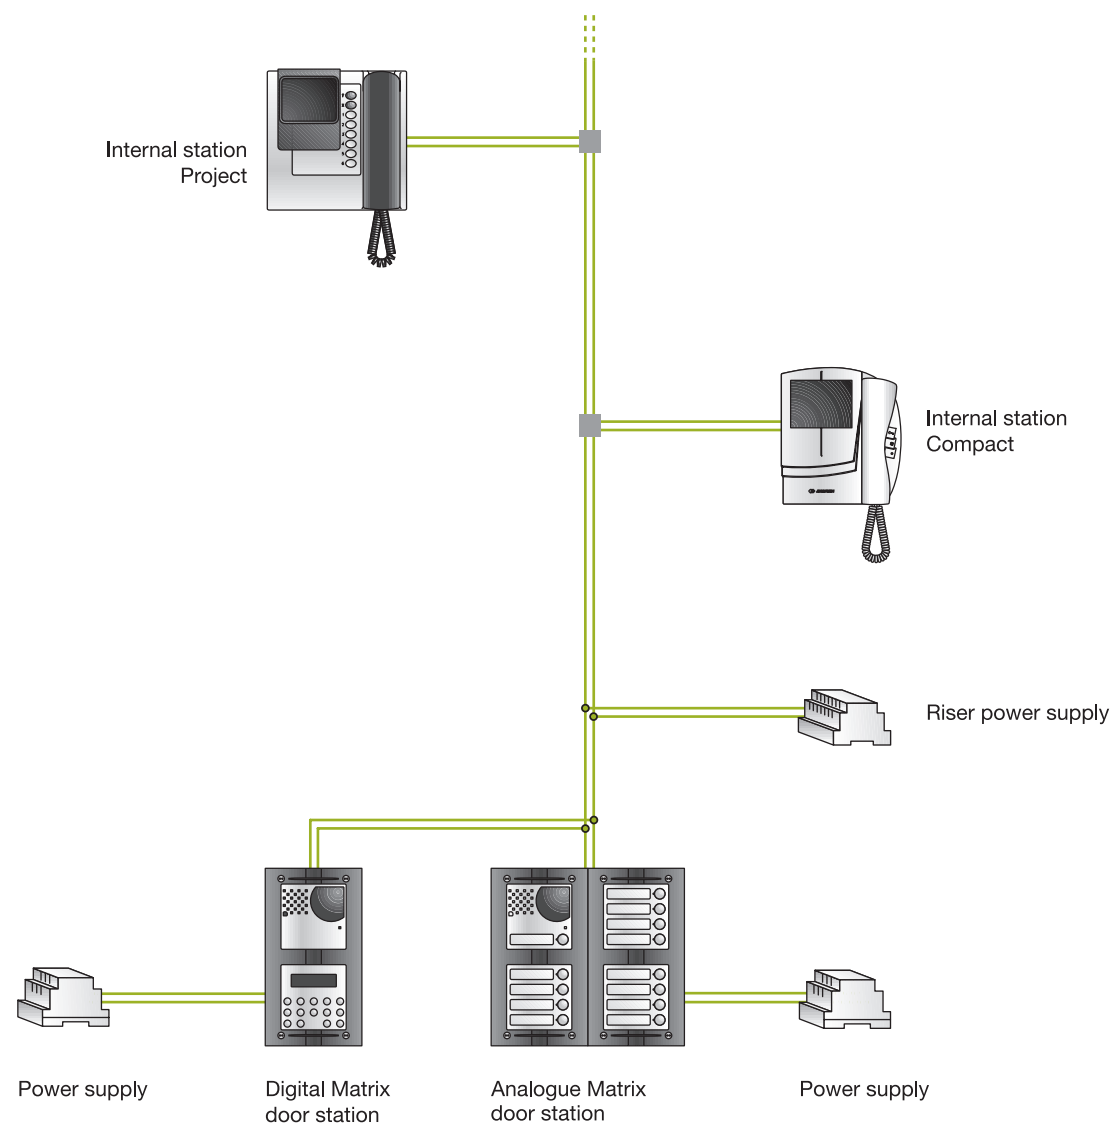 Internal station
Project
Internal station
Compact
Riser power supply
Power supply
Digital Matrix
door station
Analogue Matrix
door station
Power supply